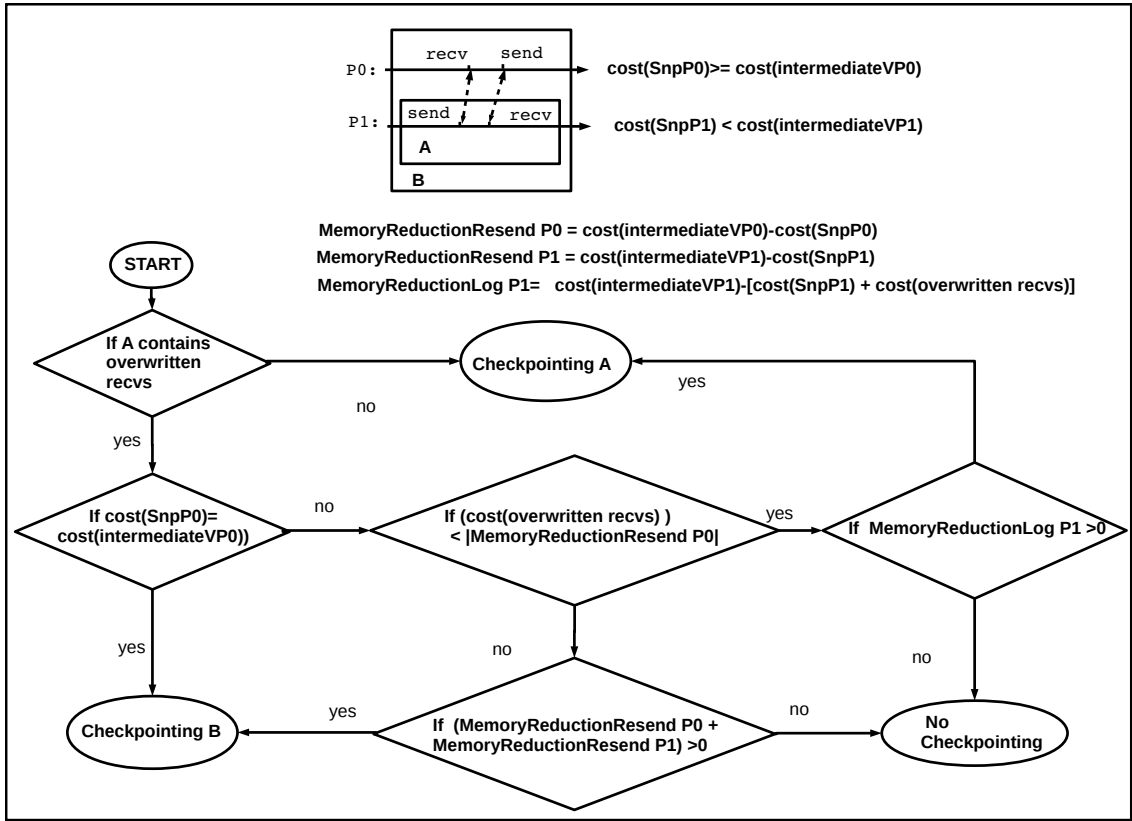 recv send
P0:
cost(SnpP0)>= cost(intermediateVP0)
send recv
P1:
cost(SnpP1) < cost(intermediateVP1)
A
B
MemoryReductionResend P0 = cost(intermediateVP0)-cost(SnpP0)
MemoryReductionResend P1 = cost(intermediateVP1)-cost(SnpP1)
MemoryReductionLog P1= cost(intermediateVP1)-[cost(SnpP1) + cost(overwritten recvs)]
START
If A contains
overwritten
recvs
no
Checkpointing A
yes
yes
If cost(SnpP0)=
cost(intermediateVP0))
no
If (cost(overwritten recvs) )
< |MemoryReductionResend P0|
yes
If MemoryReductionLog P1 >0
yes
no
no
Checkpointing B
yes
If (MemoryReductionResend P0 +
MemoryReductionResend P1) >0
no
No
Checkpointing